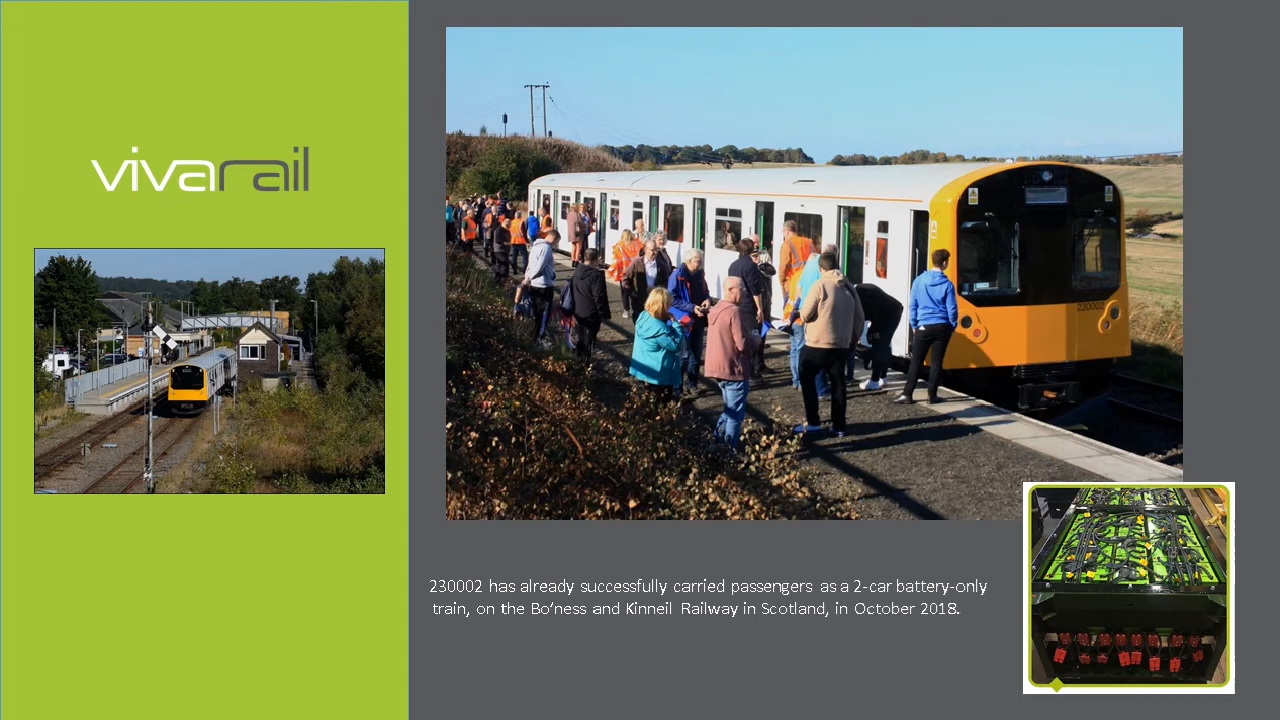 vivarail
230002
230002 has already successfully carried passengers as a 2-car battery-only
train, on the Bo’ness and Kinneil Railway in Scotland, in October 2018.